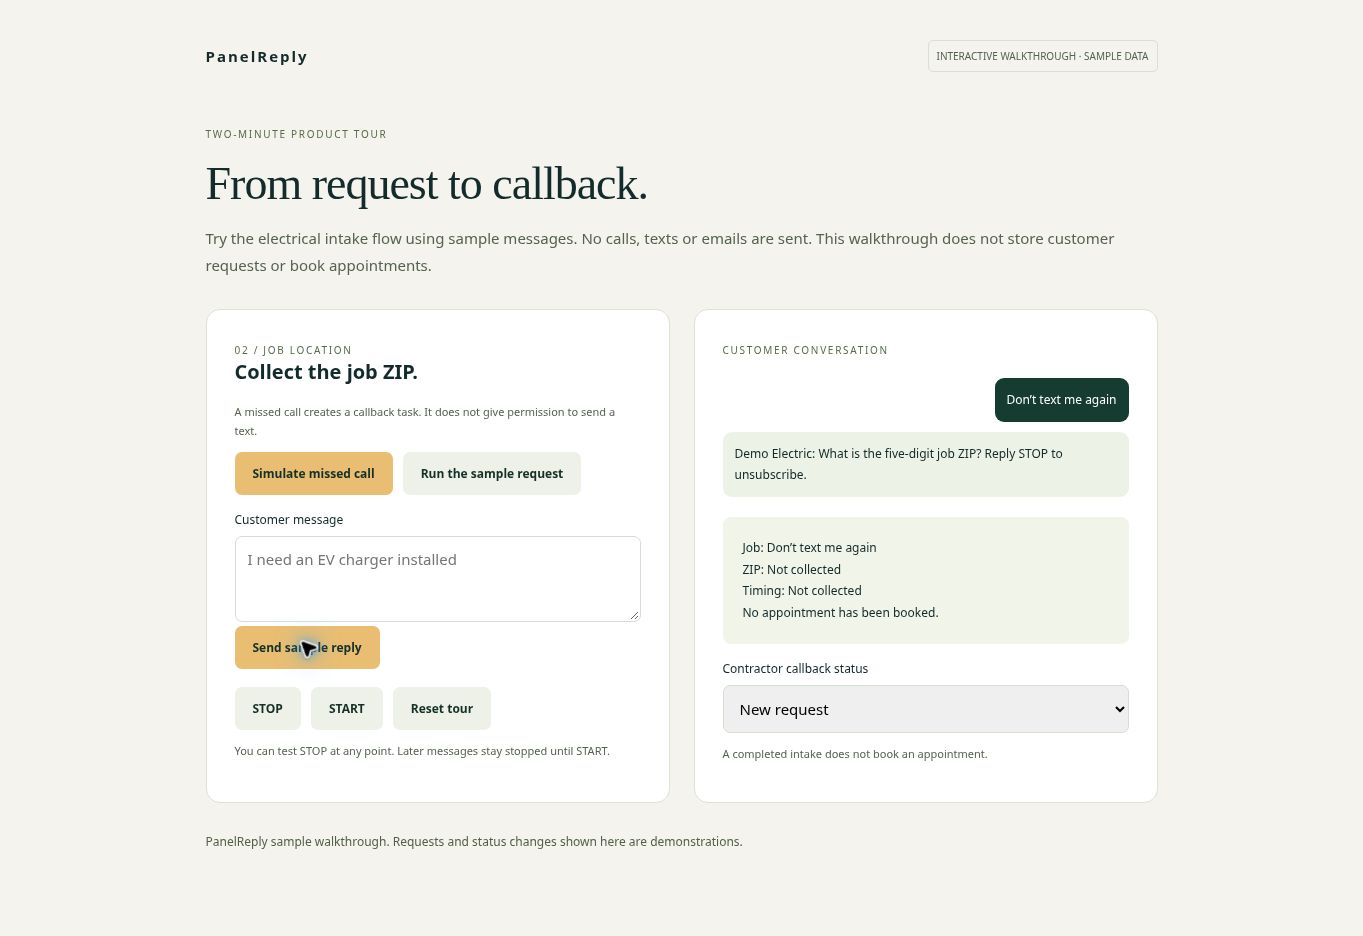 PanelReply
INTERACTIVE WALKTHROUGH · SAMPLE DATA
TWO-MINUTE PRODUCT TOUR
From request to callback.
Try the electrical intake flow using sample messages. No calls, texts or emails are sent. This walkthrough does not store customer
requests or book appointments.
02 / JOB LOCATION
Collect the job ZIP.
A missed call creates a callback task. It does not give permission to send a
text.
Simulate missed call
Run the sample request
Customer message
I need an EV charger installed
Send sample reply
STOP
START
Reset tour
You can test STOP at any point. Later messages stay stopped until START.
CUSTOMER CONVERSATION
Don’t text me again
Demo Electric: What is the five-digit job ZIP? Reply STOP to
unsubscribe.
Job: Don’t text me again
ZIP: Not collected
Timing: Not collected
No appointment has been booked.
Contractor callback status
New request
A completed intake does not book an appointment.
PanelReply sample walkthrough. Requests and status changes shown here are demonstrations.